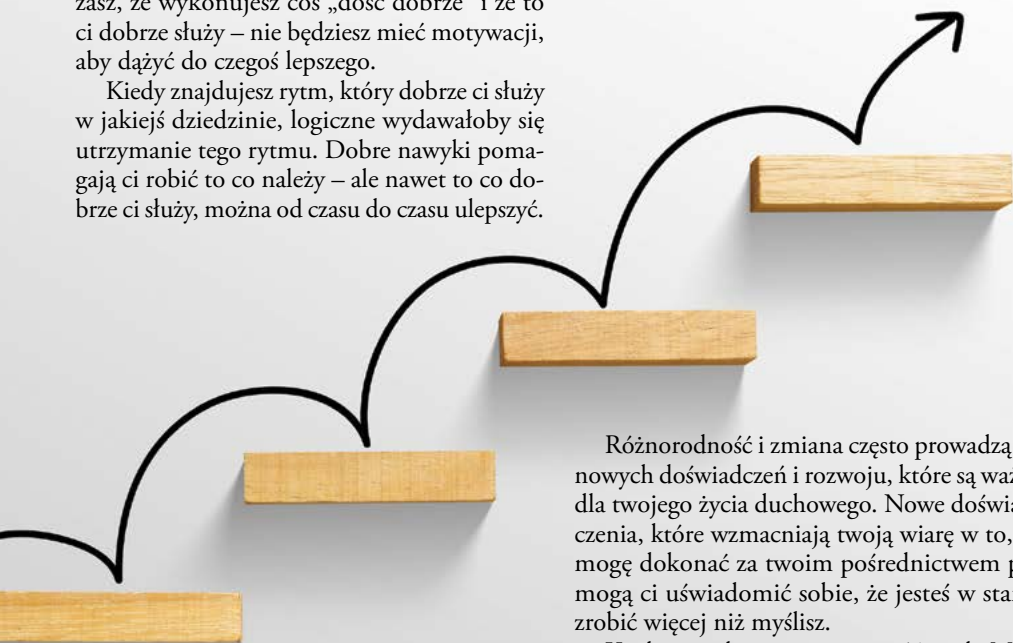 zasz, że wykonujesz coś „dość dobrze” i że to
ci dobrze służy – nie będziesz mieć motywacji,
aby dążyć do czegoś lepszego.
Kiedy znajdujesz rytm, który dobrze ci służy
w jakiejś dziedzinie, logiczne wydawałoby się
utrzymanie tego rytmu. Dobre nawyki poma-
gają ci robić to co należy – ale nawet to co do-
brze ci służy, można od czasu do czasu ulepszyć.
Różnorodność i zmiana często prowadzą
nowych doświadczeń i rozwoju, które są
dla twojego życia duchowego. Nowe
czenia, które wzmacniają twoją wiarę w to,
mogę dokonać za twoim pośrednictwem
mogą ci uświadomić sobie, że jesteś w
zrobić więcej niż myślisz.